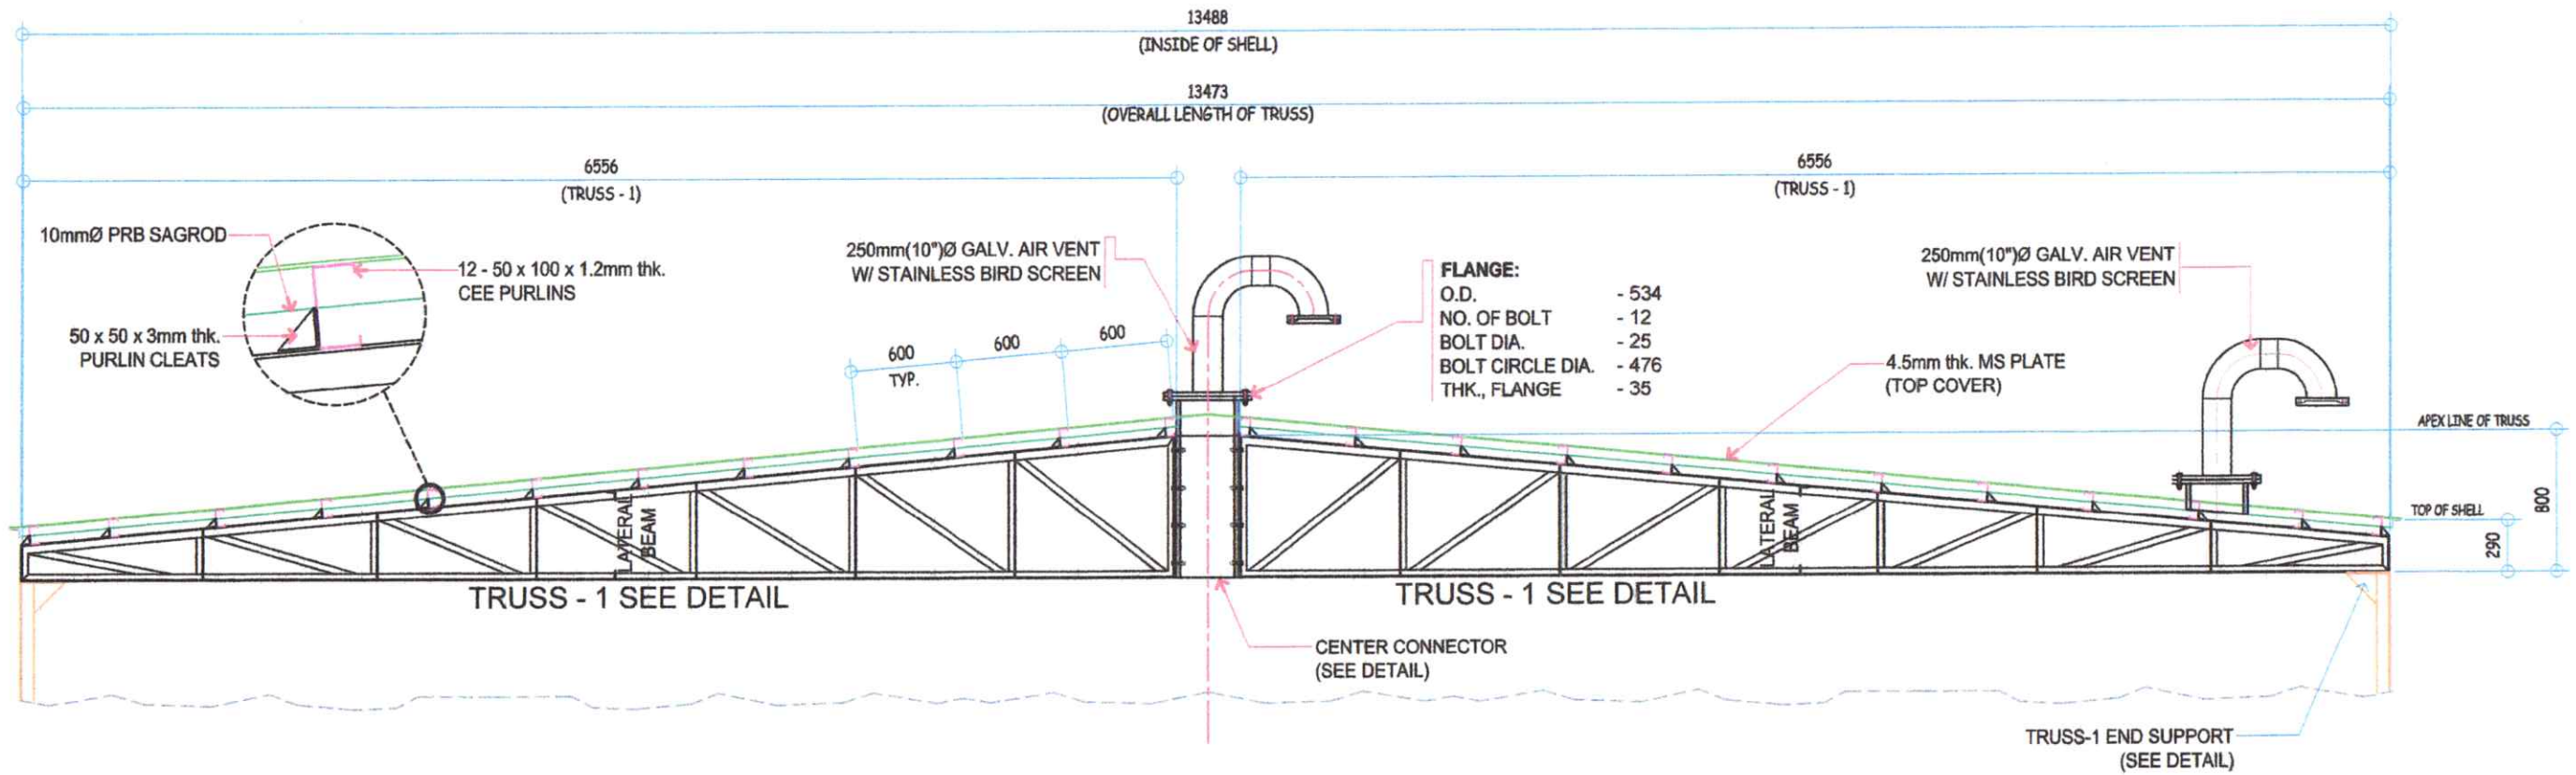 13488
(INSIDE OF SHELL)
13473
(OVERALL LENGTH OF TRUSS)
6556
(TRUSS - 1)
6556
(TRUSS - 1)
10mmØ PRB SAGROD
12 - 50 x 100 x 1.2mm thk.
CEE PURLINS
50 x 50 x 3mm thk.
PURLIN CLEATS
250mm(10")Ø GALV. AIR VENT
W/ STAINLESS BIRD SCREEN
600
TYP.
600
600
FLANGE:
O.D. - 534
NO. OF BOLT - 12
BOLT DIA. - 25
BOLT CIRCLE DIA. - 476
THK., FLANGE - 35
250mm(10")Ø GALV. AIR VENT
W/ STAINLESS BIRD SCREEN
4.5mm thk. MS PLATE
(TOP COVER)
APEX LINE OF TRUSS
TOP OF SHELL
800
290
LATERAL
BEAM
LATERAL
BEAM
TRUSS - 1 SEE DETAIL
TRUSS - 1 SEE DETAIL
CENTER CONNECTOR
(SEE DETAIL)
TRUSS-1 END SUPPORT
(SEE DETAIL)